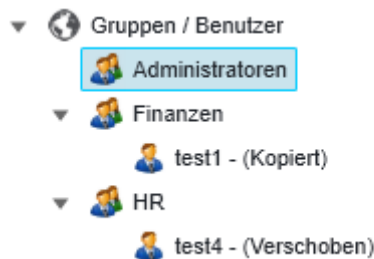 Gruppen / Benutzer
Administratoren
Finanzen
test1 - (Kopiert)
HR
test4 - (Verschoben)